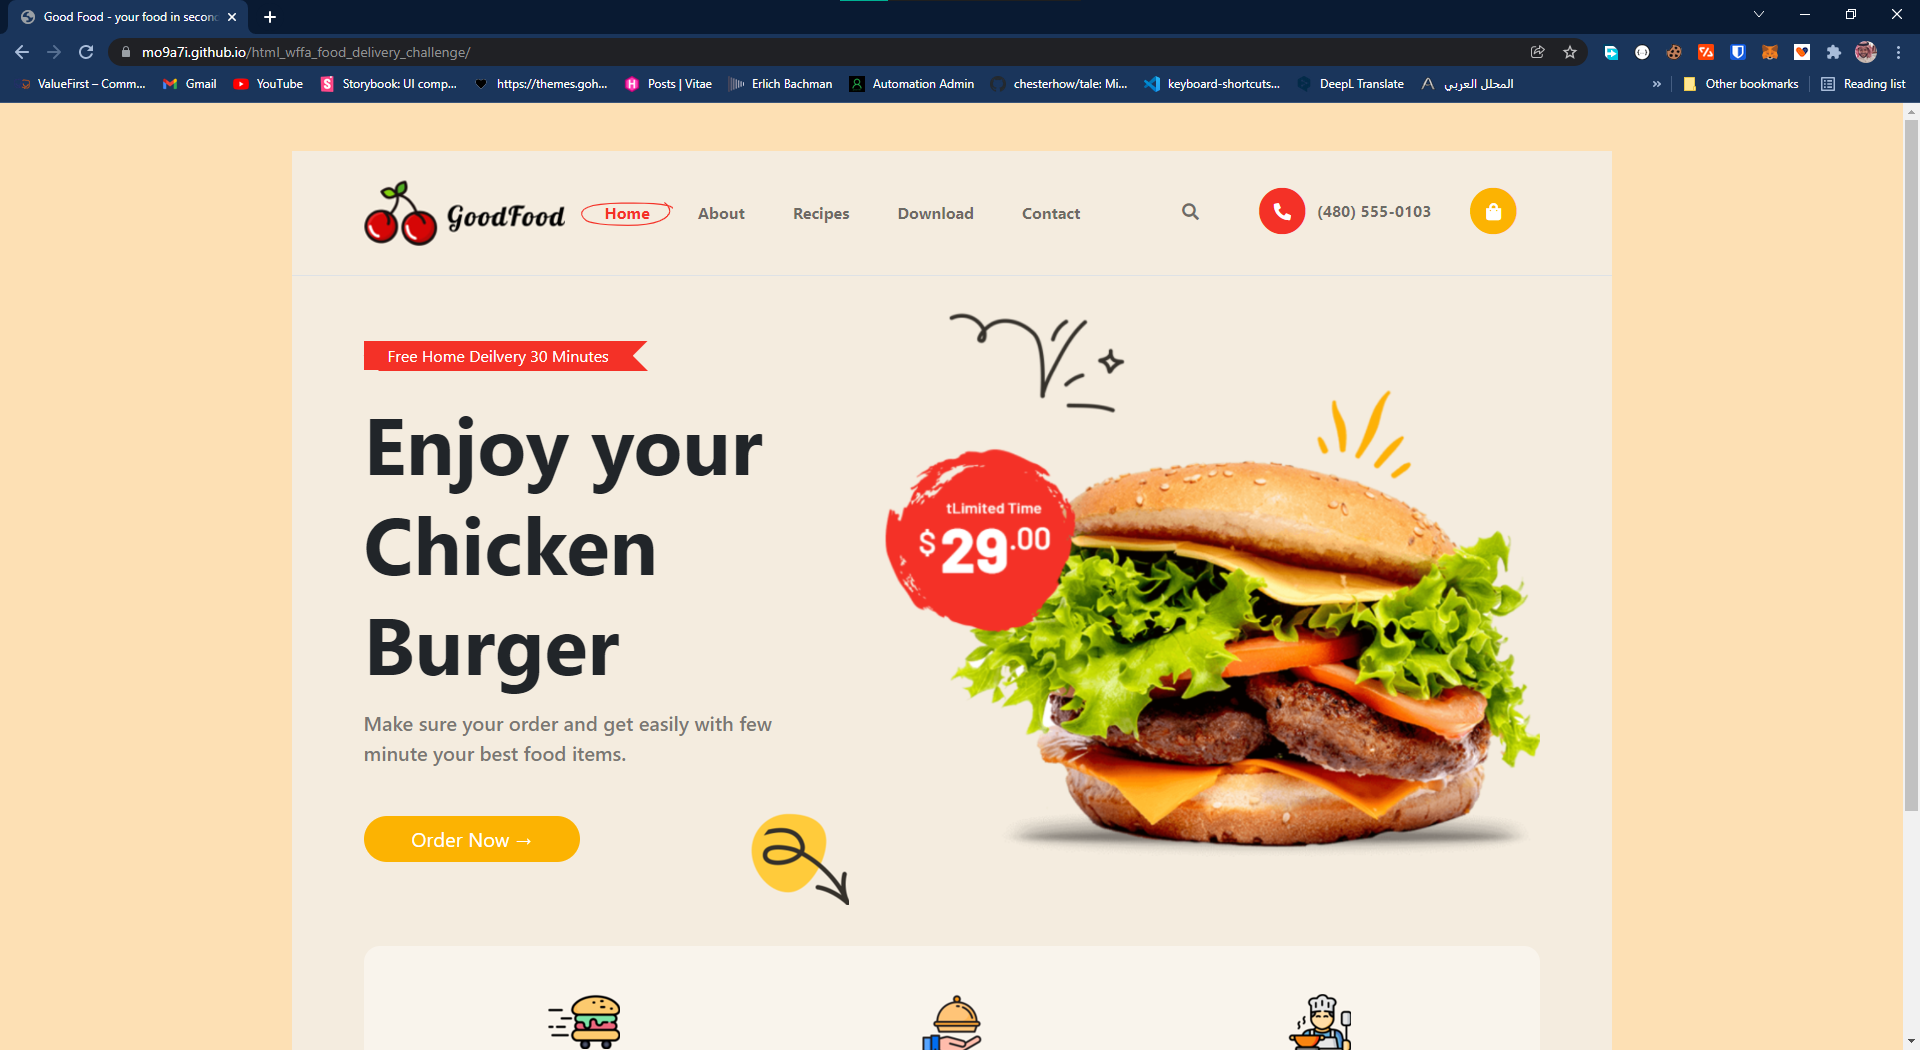 Good Food - your food in secon
mo9a7i.github.io/html_wffa_food_delivery_challenge/
ValueFirst – Comm... Gmail YouTube Storybook: UI comp... https://themes.goh... Posts | Vitae Erlich Bachman Automation Admin chesterhow/tale: Mi... keyboard-shortcuts... DeepL Translate المحلل العربي » Other bookmarks Reading list
GoodFood Home About Recipes Download Contact (480) 555-0103
Free Home Deilvery 30 Minutes
Enjoy your
Chicken
Burger
tLimited Time
$29.00
Make sure your order and get easily with few
minute your best food items.
Order Now →